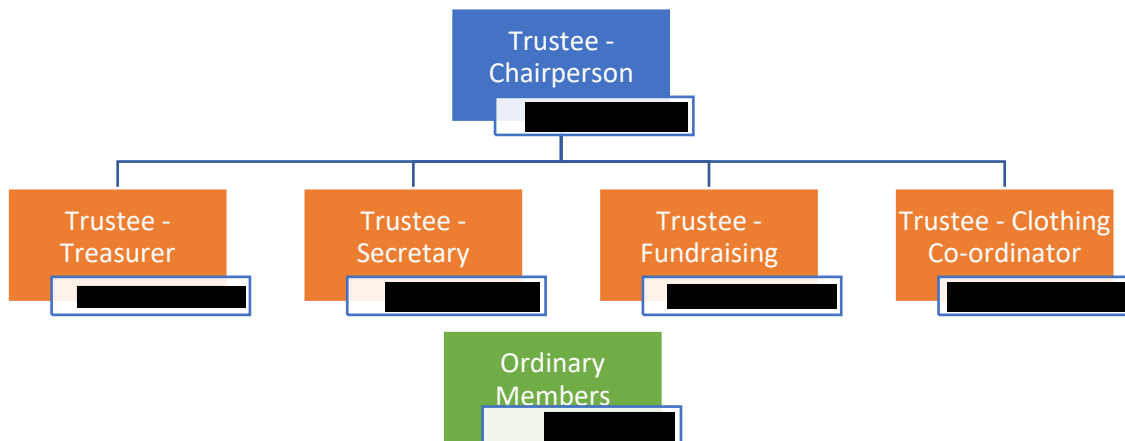 Trustee -
Chairperson
Trustee -
Treasurer
Trustee -
Secretary
Trustee -
Fundraising
Trustee - Clothing
Co-ordinator
Ordinary
Members